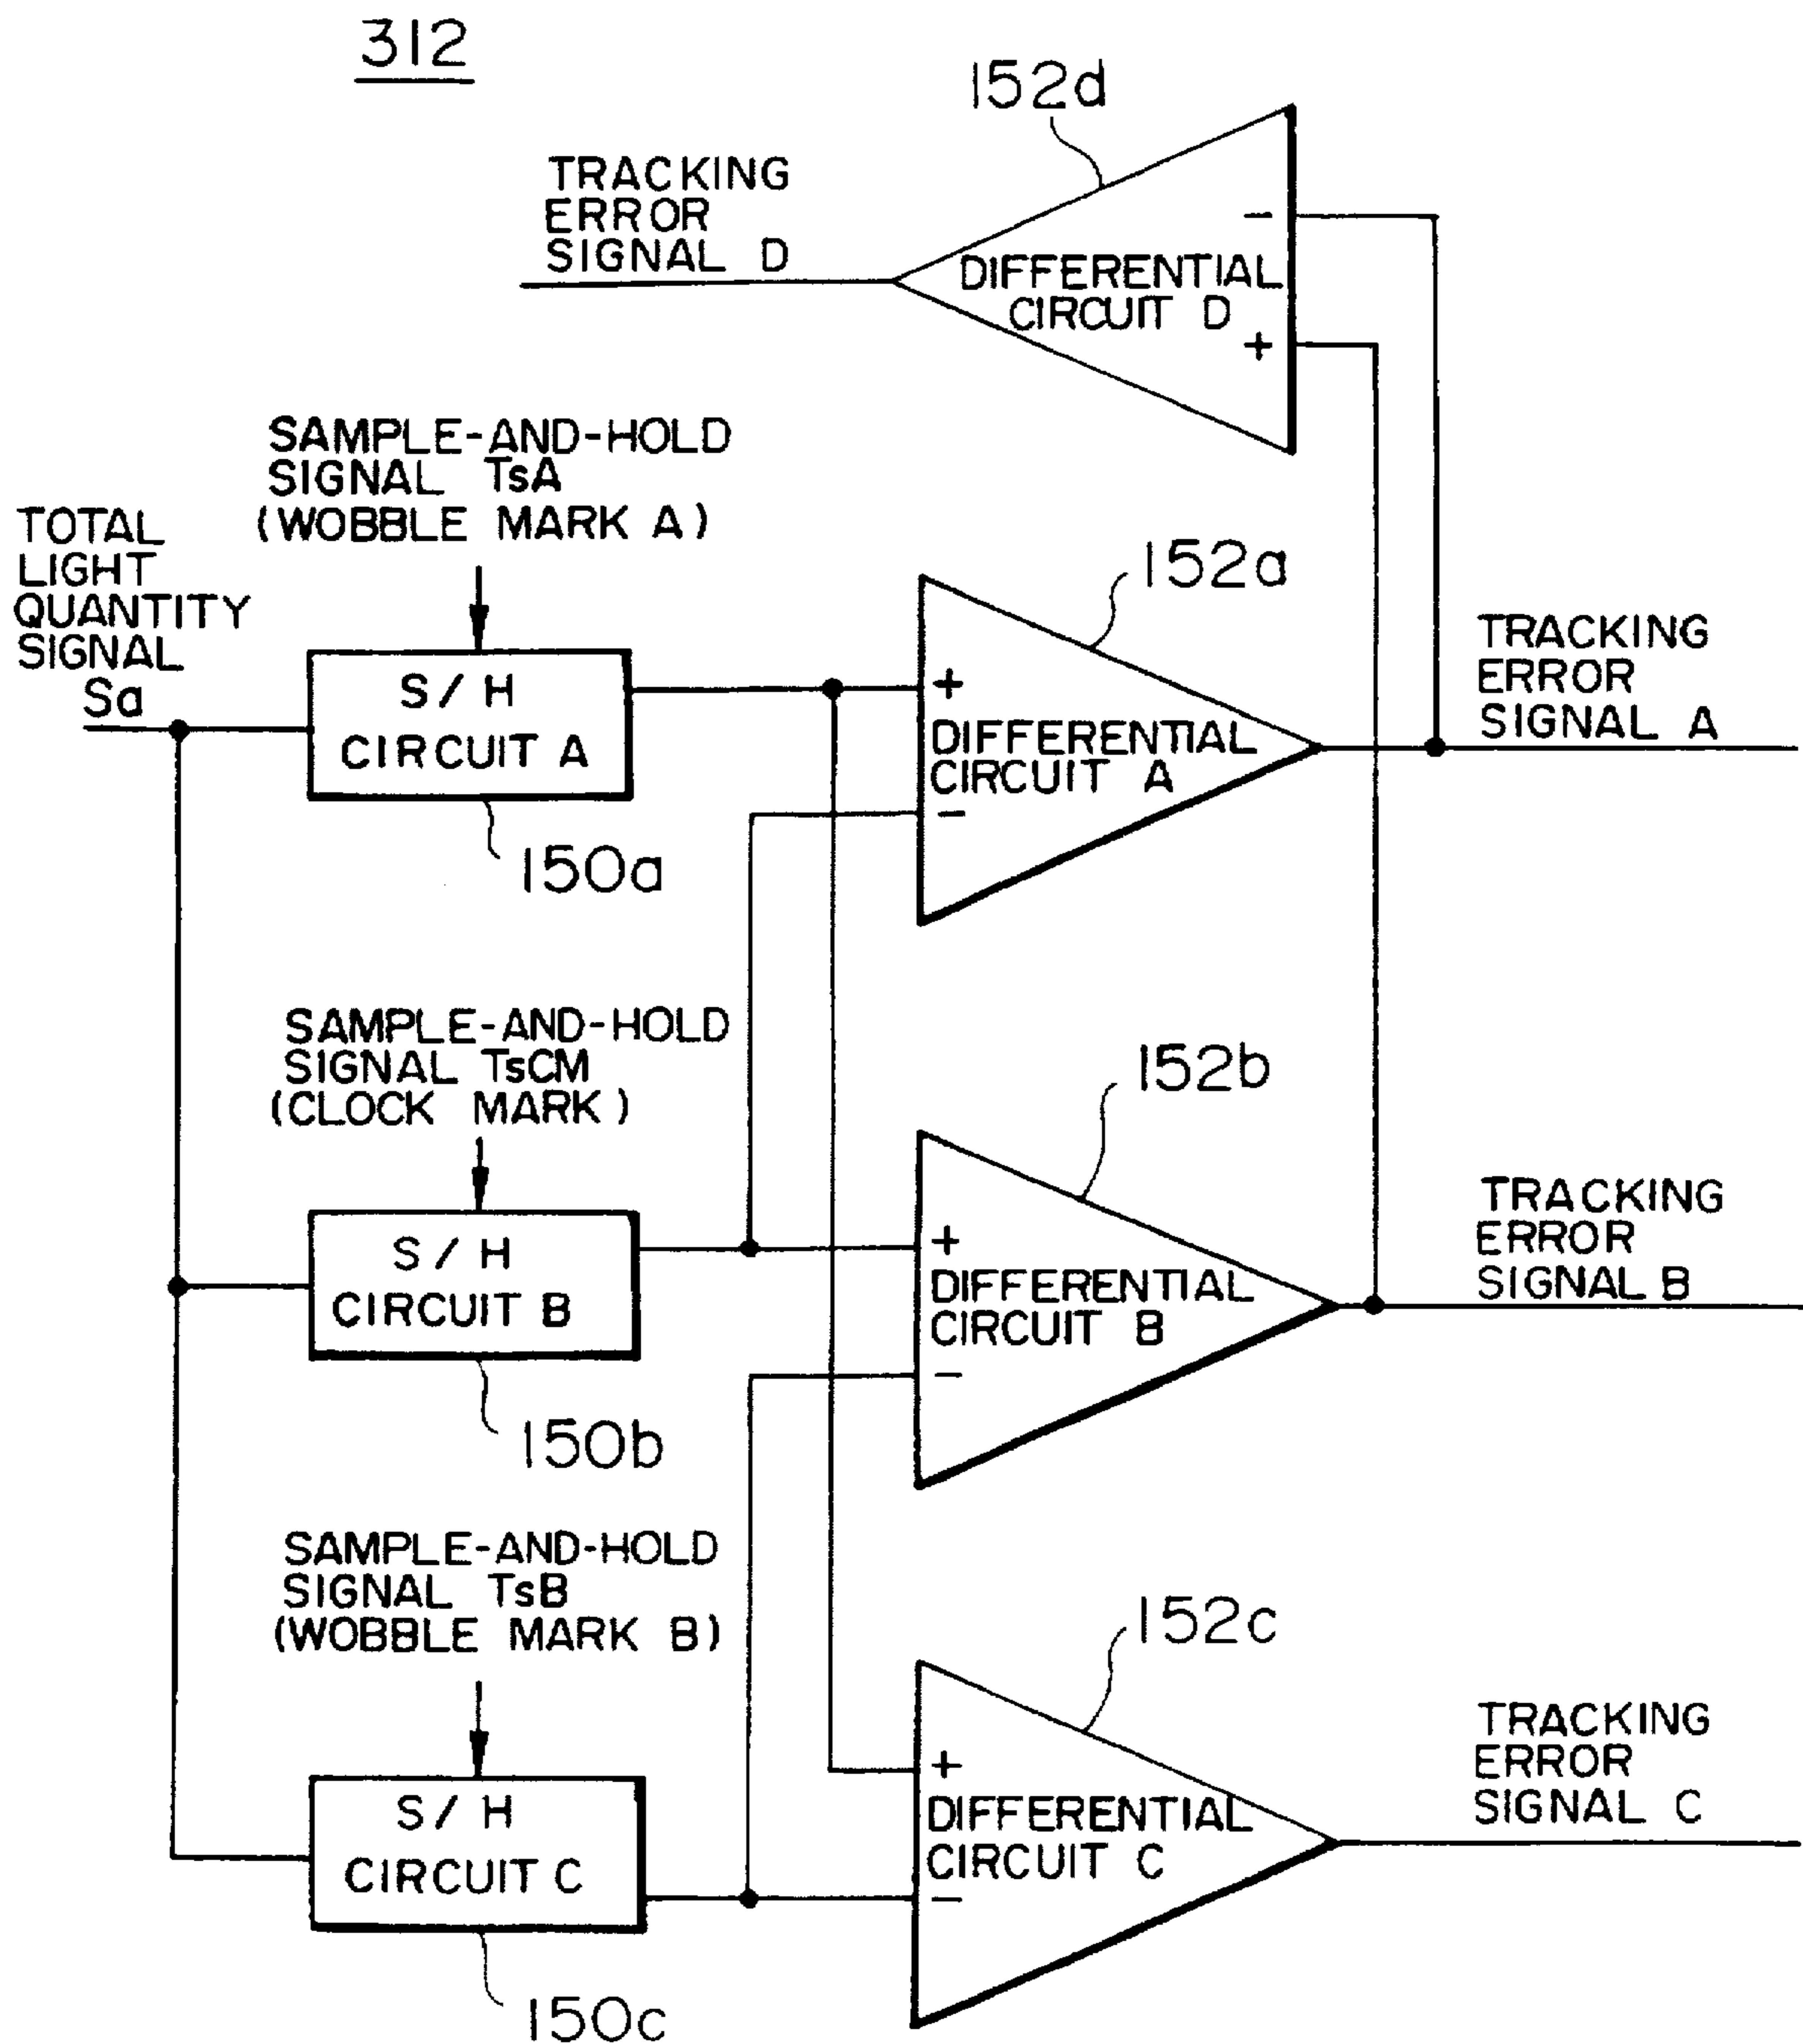 312
152d
TRACKING
ERROR
SIGNAL D
-
DIFFERENTIAL
CIRCUIT D
+
SAMPLE-AND-HOLD
SIGNAL TsA
(WOBBLE MARK A)
TOTAL
LIGHT
QUANTITY
SIGNAL
Sa
S/H
CIRCUIT A
150a
152a
+
DIFFERENTIAL
CIRCUIT A
-
TRACKING
ERROR
SIGNAL A
SAMPLE-AND-HOLD
SIGNAL TsCM
(CLOCK MARK)
S/H
CIRCUIT B
150b
152b
+
DIFFERENTIAL
CIRCUIT B
-
TRACKING
ERROR
SIGNAL B
SAMPLE-AND-HOLD
SIGNAL TsB
(WOBBLE MARK B)
S/H
CIRCUIT C
150c
152c
+
DIFFERENTIAL
CIRCUIT C
-
TRACKING
ERROR
SIGNAL C